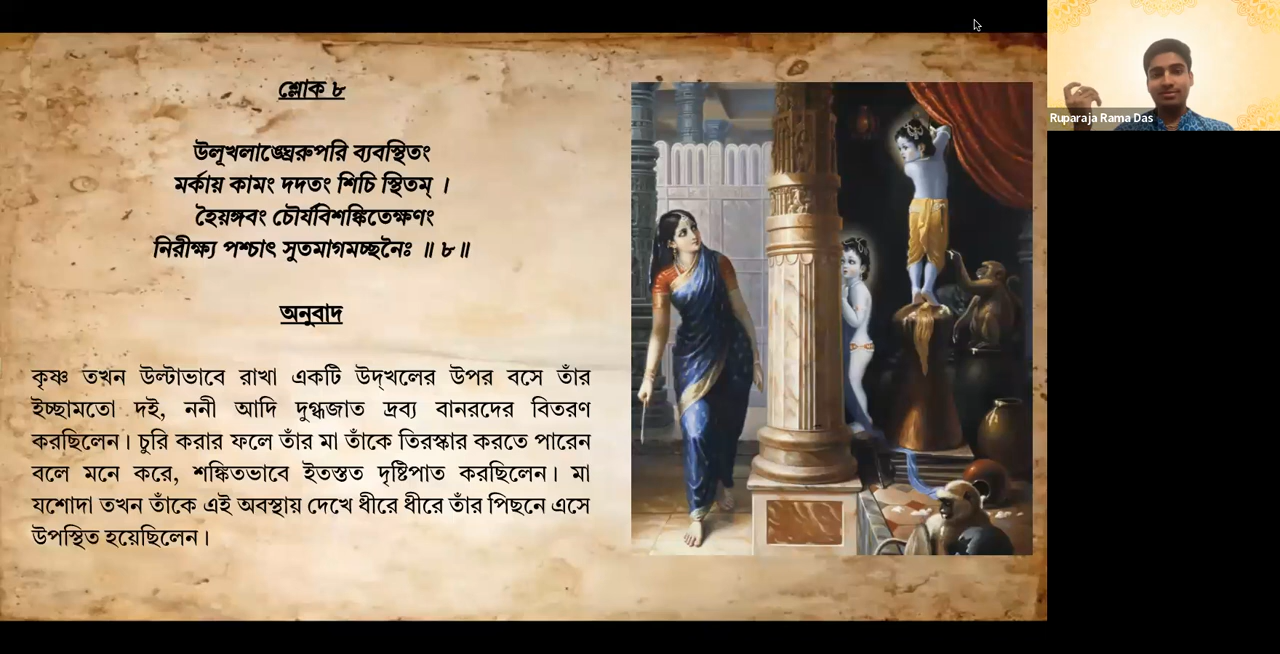 শ্লোক ৮
উলূখলাঙ্ঘ্রেরুপরি ব্যবস্থিতং
মর্কায় কামং দদতং শিচি স্থিতম্ ।
হৈয়ঙ্গবং চৌর্যবিশঙ্কিতেক্ষণং
নিরীক্ষ্য পশ্চাৎ সুতমাগমচ্ছনৈঃ ॥ ৮॥
অনুবাদ
কৃষ্ণ তখন উল্টাভাবে রাখা একটি উদ্‌খলের উপর বসে তাঁর
ইচ্ছামতো দই, ননী আদি দুগ্ধজাত দ্রব্য বানরদের বিতরণ
করছিলেন। চুরি করার ফলে তাঁর মা তাঁকে তিরস্কার করতে পারেন
বলে মনে করে, শঙ্কিতভাবে ইতস্তত দৃষ্টিপাত করছিলেন। মা
যশোদা তখন তাঁকে এই অবস্থায় দেখে ধীরে ধীরে তাঁর পিছনে এসে
উপস্থিত হয়েছিলেন।
Ruparaja Rama Das